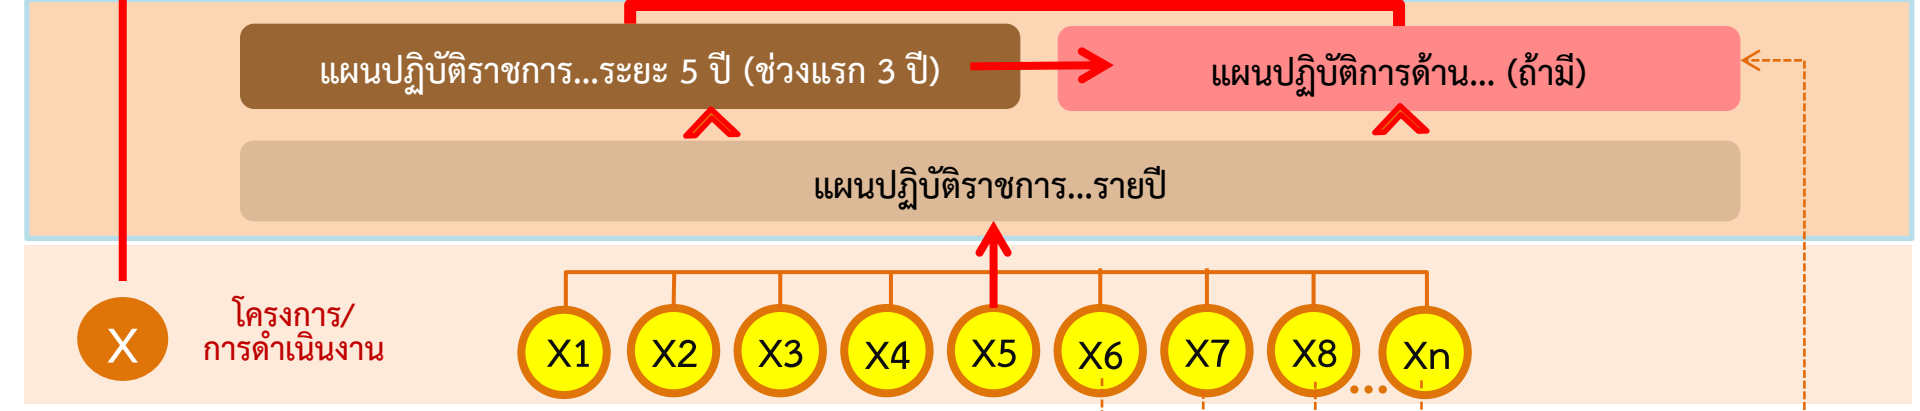 แผนปฏิบัติราชการ...ระยะ 5 ปี (ช่วงแรก 3 ปี)
แผนปฏิบัติการด้าน... (ถ้ามี)
แผนปฏิบัติราชการ...รายปี
X
โครงการ/
การดำเนินงาน
X1 X2 X3 X4 X5 X6 X7 X8 ... Xn